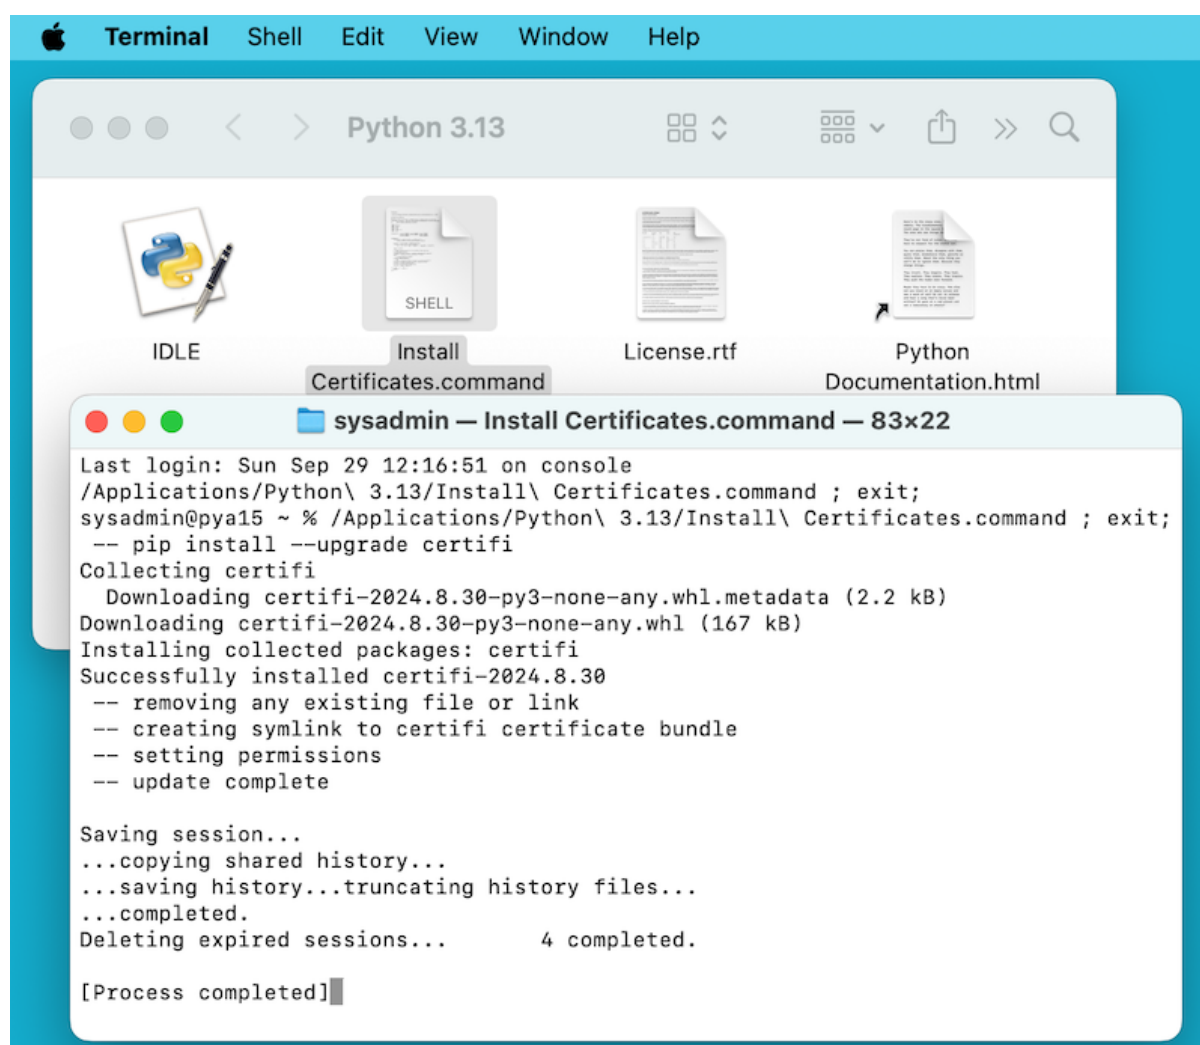 Terminal Shell Edit View Window Help
Python 3.13
SHELL
IDLE
Install
Certificates.command
License.rtf
Python
Documentation.html
sysadmin — Install Certificates.command — 83×22
Last login: Sun Sep 29 12:16:51 on console
/Applications/Python\ 3.13/Install\ Certificates.command ; exit;
sysadmin@pya15 ~ % /Applications/Python\ 3.13/Install\ Certificates.command ; exit;
 -- pip install --upgrade certifi
Collecting certifi
  Downloading certifi-2024.8.30-py3-none-any.whl.metadata (2.2 kB)
Downloading certifi-2024.8.30-py3-none-any.whl (167 kB)
Installing collected packages: certifi
Successfully installed certifi-2024.8.30
 -- removing any existing file or link
 -- creating symlink to certifi certificate bundle
 -- setting permissions
 -- update complete
Saving session...
...copying shared history...
...saving history...truncating history files...
...completed.
Deleting expired sessions...       4 completed.
[Process completed]